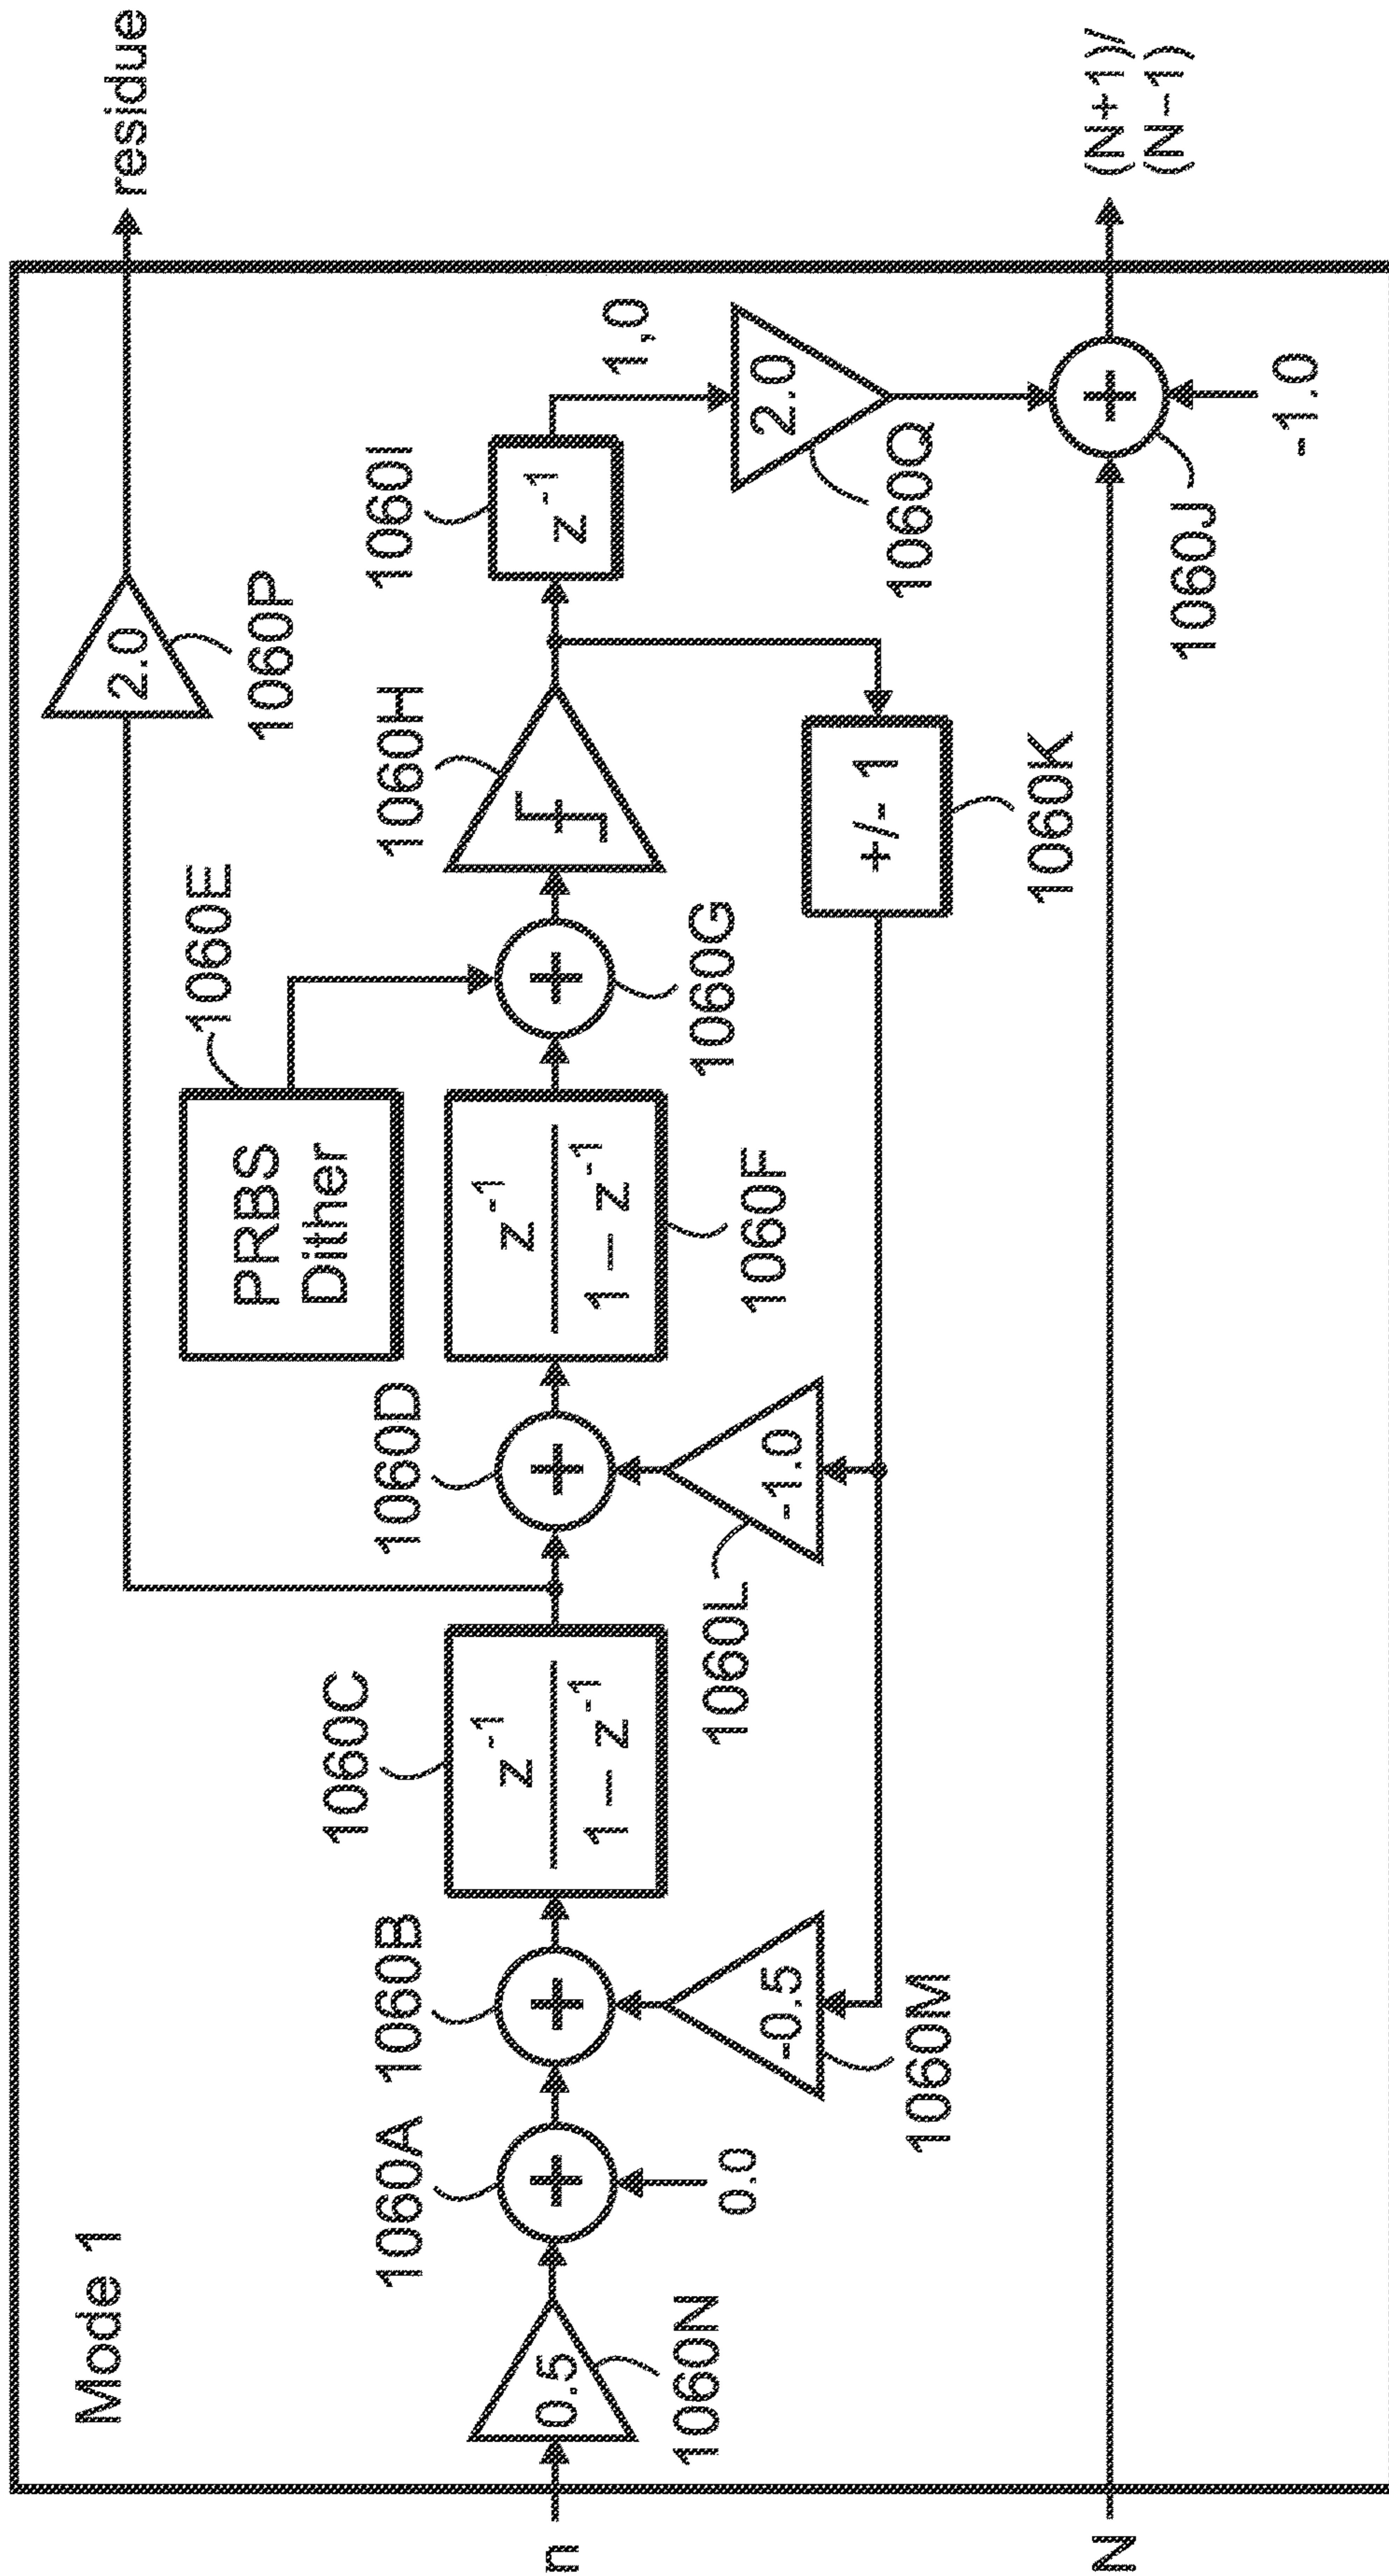 Mode 1
residue
2.0
1060P
1060E
PRBS
Dither
n
0.5
1060N
1060A
+
0.0
1060B
+
-0.5
1060M
1060C
z⁻¹
1 – z⁻¹
1060D
+
-1.0
1060L
z⁻¹
1 – z⁻¹
1060F
+
1060G
1060H
+/- 1
1060K
1060I
z⁻¹
1,0
2.0
1060Q
N
+
1060J
-1.0
(N+1)/
(N-1)